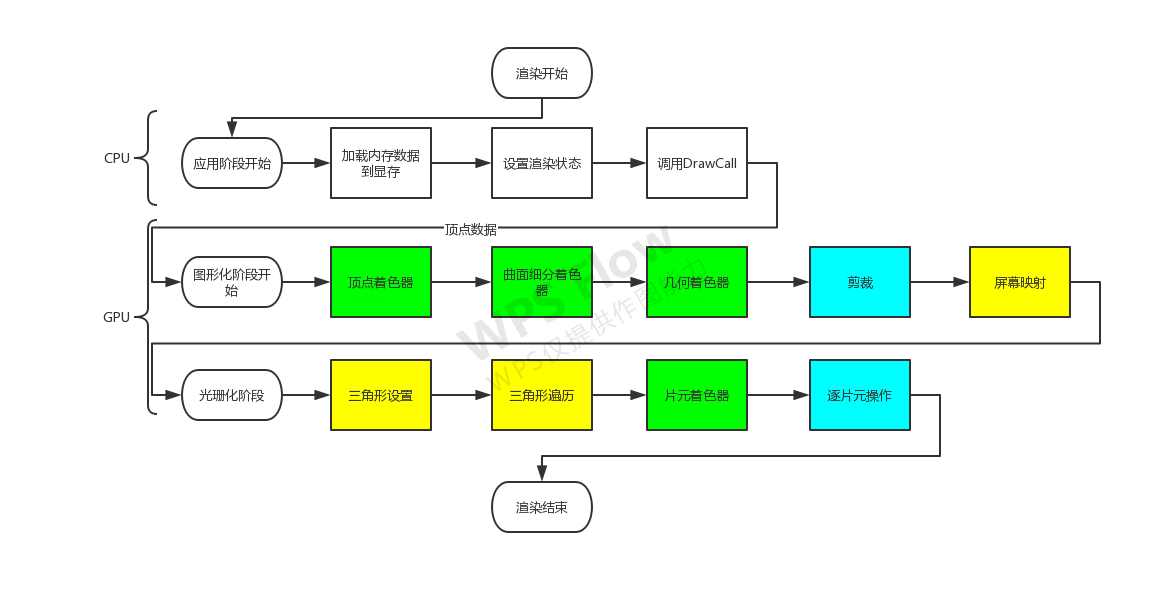 渲染开始
CPU
应用阶段开始
加载内存数据
到显存
设置渲染状态
调用DrawCall
顶点数据
GPU
图形化阶段开
始
顶点着色器
曲面细分着色
器
几何着色器
剪裁
屏幕映射
光珊化阶段
三角形设置
三角形遍历
片元着色器
逐片元操作
渲染结束
WPS Flow
WPS仅提供作图能力